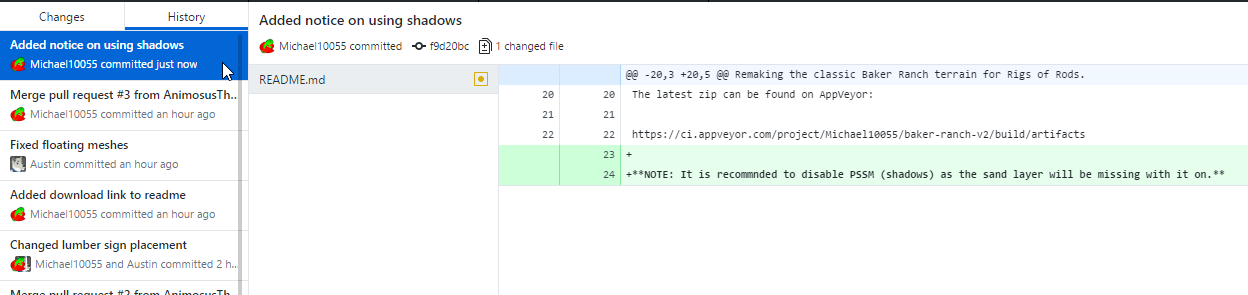 Changes
History
Added notice on using shadows
Michael10055 committed just now
Merge pull request #3 from AnimosusTh...
Michael10055 committed an hour ago
Fixed floating meshes
Austin committed an hour ago
Added download link to readme
Michael10055 committed an hour ago
Changed lumber sign placement
Michael10055 and Austin committed 2 h...
Merge pull request #2 from AnimosusTh...
Added notice on using shadows
Michael10055 committed f9d20bc 1 changed file
README.md
@@ -20,3 +20,5 @@ Remaking the classic Baker Ranch terrain for Rigs of Rods.
20 20 The latest zip can be found on AppVeyor:
21 21
22 22 https://ci.appveyor.com/project/Michael10055/baker-ranch-v2/build/artifacts
23 +
24 +**NOTE: It is recommnded to disable PSSM (shadows) as the sand layer will be missing with it on.**